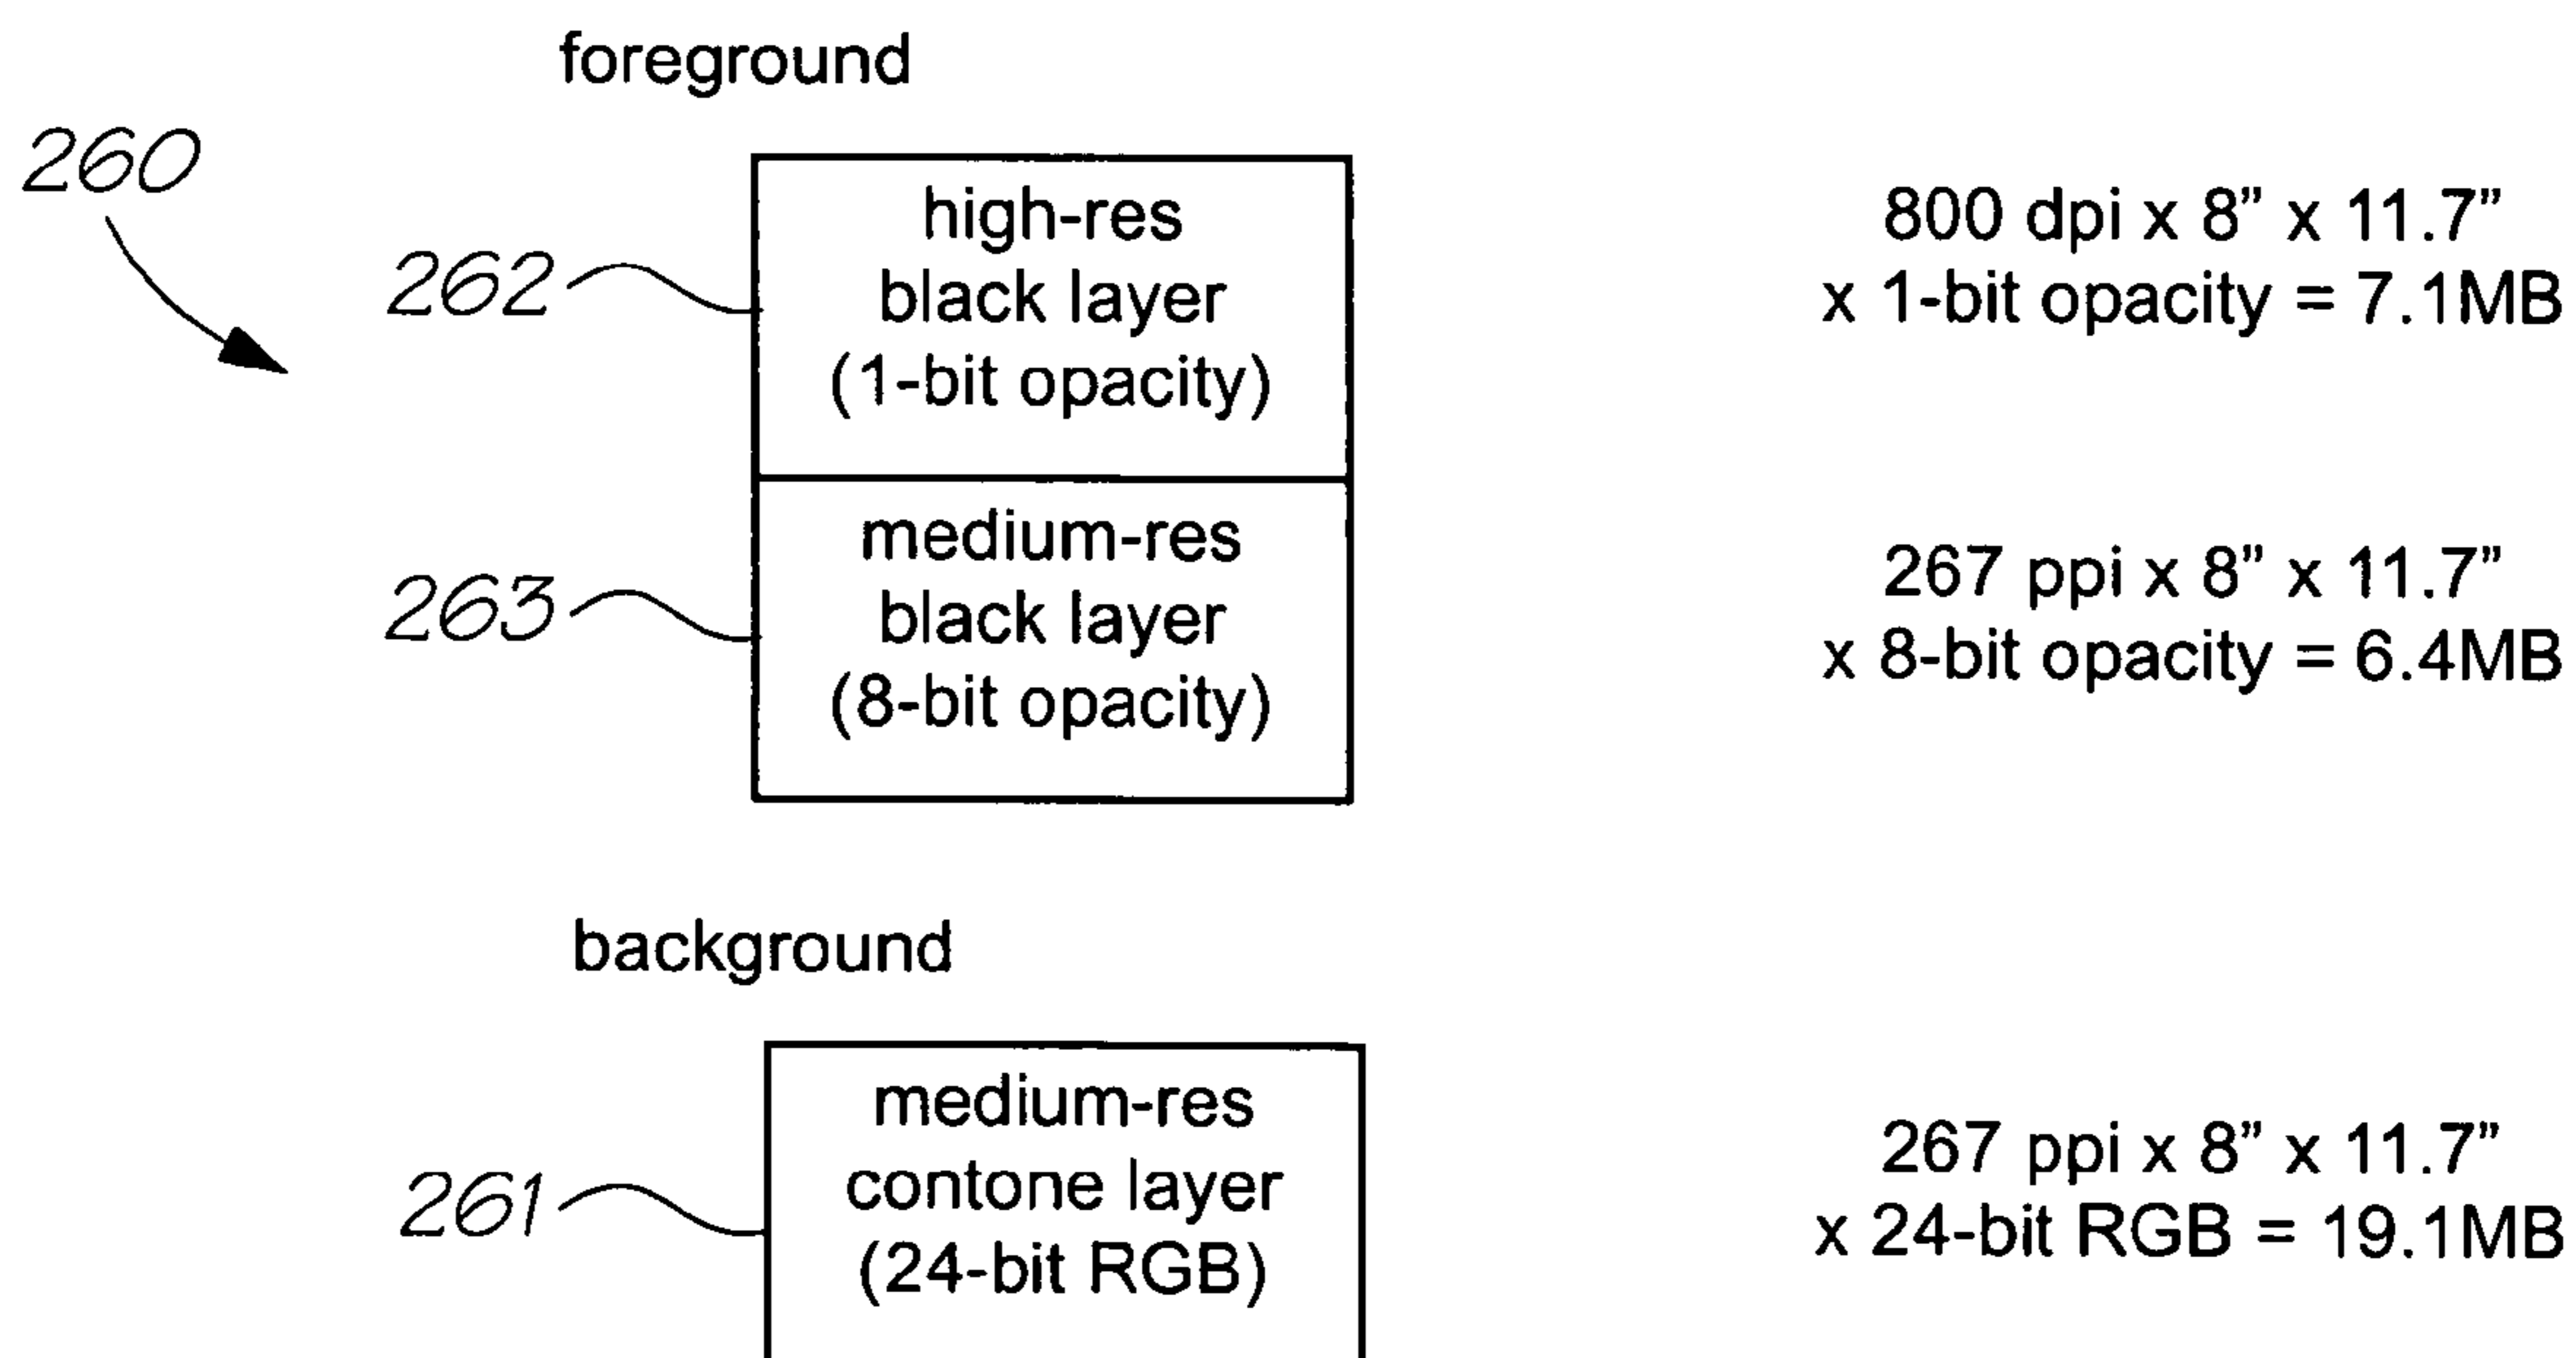 foreground
260
262
high-res
black layer
(1-bit opacity)
800 dpi x 8” x 11.7”
x 1-bit opacity = 7.1MB
263
medium-res
black layer
(8-bit opacity)
267 ppi x 8” x 11.7”
x 8-bit opacity = 6.4MB
background
261
medium-res
contone layer
(24-bit RGB)
267 ppi x 8” x 11.7”
x 24-bit RGB = 19.1MB